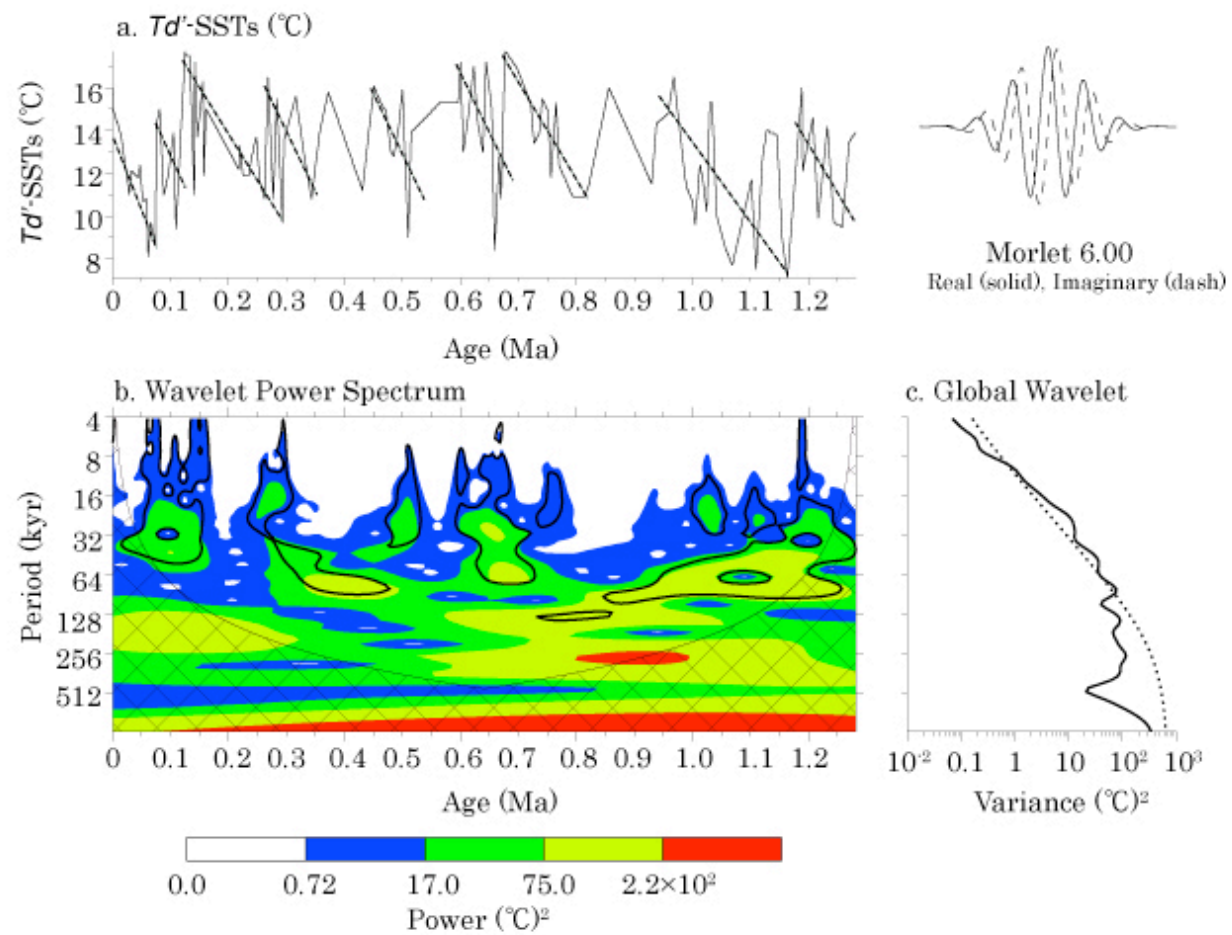 a. Td'-SSTs (℃)
Td'-SSTs (℃)
16
14
12
10
8
0 0.1 0.2 0.3 0.4 0.5 0.6 0.7 0.8 0.9 1.0 1.1 1.2
Age (Ma)
Morlet 6.00
Real (solid), Imaginary (dash)
b. Wavelet Power Spectrum
Period (kyr)
4
8
16
32
64
128
256
512
0 0.1 0.2 0.3 0.4 0.5 0.6 0.7 0.8 0.9 1.0 1.1 1.2
Age (Ma)
c. Global Wavelet
10⁻² 0.1 1 10 10² 10³
Variance (℃)²
0.0 0.72 17.0 75.0 2.2×10²
Power (℃)²